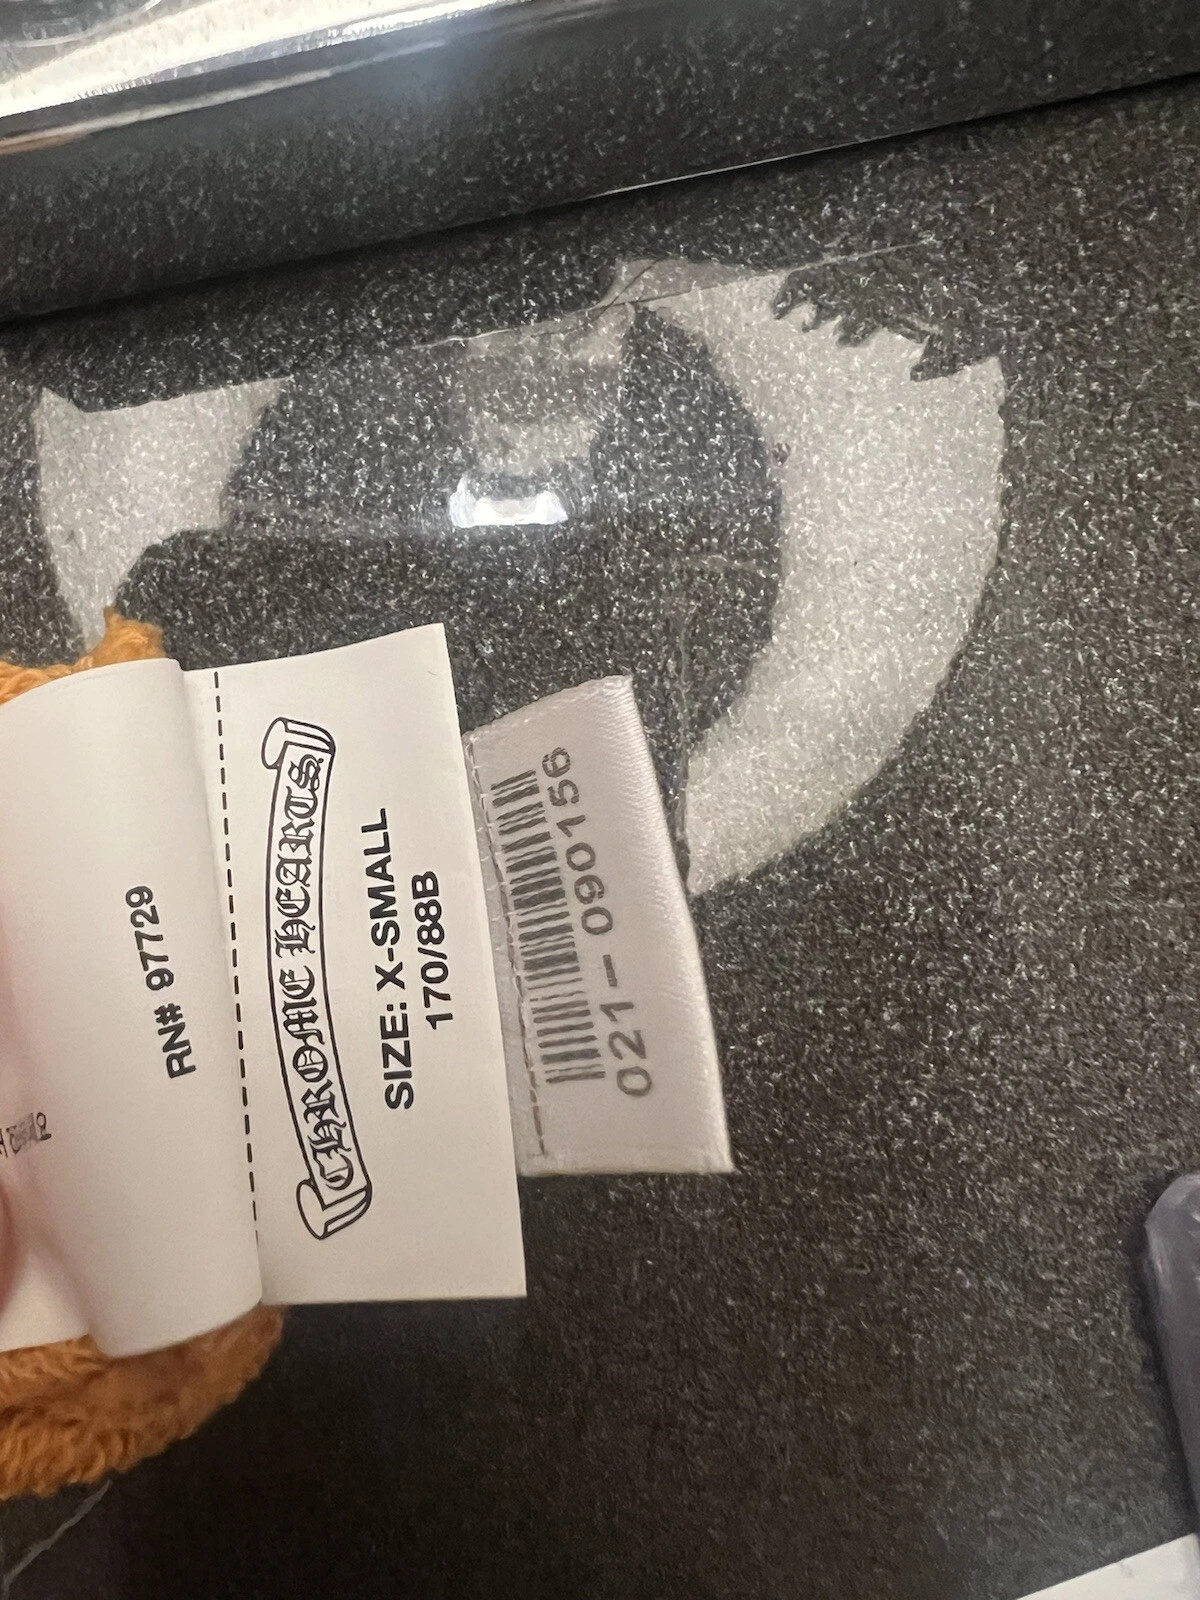 RN# 97729
CHROME HEARTS
SIZE: X-SMALL
170/88B
021-090156